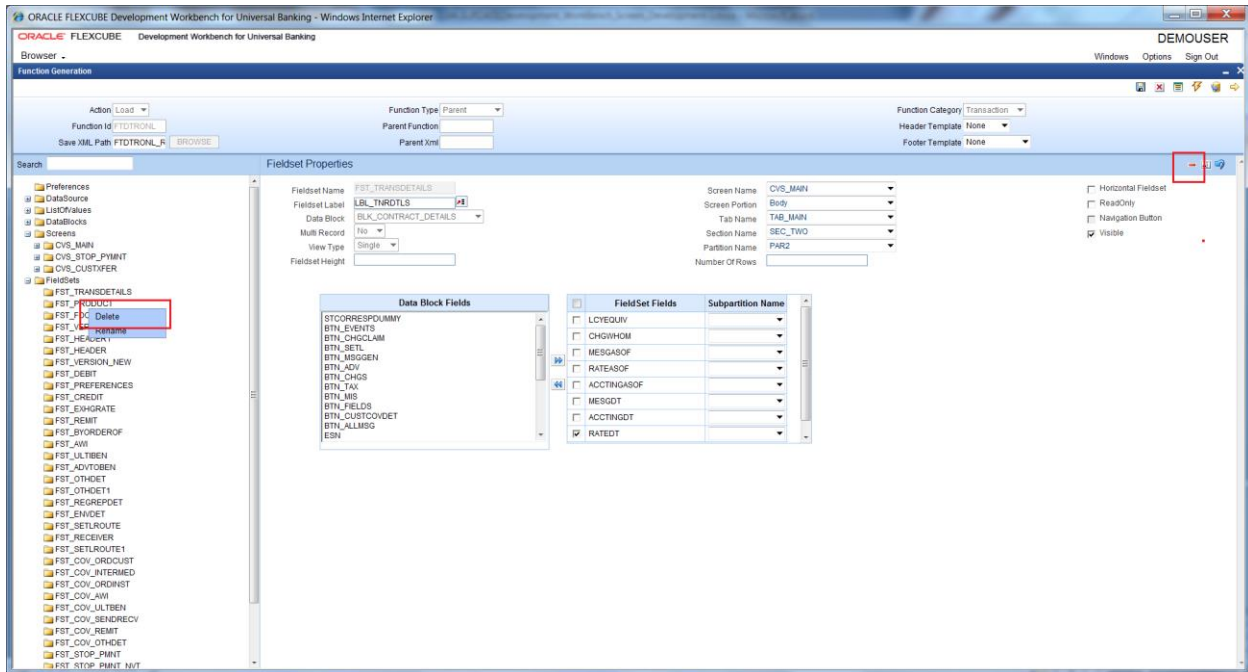 ORACLE FLEXCUBE Development Workbench for Universal Banking - Windows Internet Explorer
ORACLE FLEXCUBE Development Workbench for Universal Banking
DEMOUSER
Browser
Windows Options Sign Out
Function Generation
Action Load
Function Type Parent
Function Category Transaction
Function Id FTDTRONL
Parent Function
Header Template None
Save XML Path FTDTRONL_R BROWSE
Parent Xml
Footer Template None
Search
Fieldset Properties
Preferences
DataSource
ListOfValues
DataBlocks
Screens
CVS_MAIN
CVS_STOP_PYMNT
CVS_CUSTXFER
FieldSets
FST_TRANSDETAILS
FST_PRODUCT
Delete
Rename
FST_HEADER1
FST_HEADER
FST_VERSION_NEW
FST_DEBIT
FST_PREFERENCES
FST_CREDIT
FST_EXHGRATE
FST_REMIT
FST_BYORDEROF
FST_AWI
FST_ULTIBEN
FST_ADVTOBEN
FST_OTHDET
FST_OTHDET1
FST_REGREPDET
FST_ENVDET
FST_SETLROUTE
FST_RECEIVER
FST_SETLROUTE1
FST_COV_ORDCUST
FST_COV_INTERMED
FST_COV_ORDINST
FST_COV_AWI
FST_COV_ULTBEN
FST_COV_SENDRECV
FST_COV_REMIT
FST_COV_OTHDET
FST_STOP_PMNT
FST_STOP_PMNT_NVT
Fieldset Name FST_TRANSDETAILS
Fieldset Label LBL_TNRDTLS
Data Block BLK_CONTRACT_DETAILS
Multi Record No
View Type Single
Fieldset Height
Screen Name CVS_MAIN
Screen Portion Body
Tab Name TAB_MAIN
Section Name SEC_TWO
Partition Name PAR2
Number Of Rows
Horizontal Fieldset
ReadOnly
Navigation Button
Visible
Data Block Fields
STCORRESPDUMMY
BTN_EVENTS
BTN_CHGCLAIM
BTN_SETL
BTN_MSGGEN
BTN_ADV
BTN_CHGS
BTN_TAX
BTN_MIS
BTN_FIELDS
BTN_CUSTCOVDET
BTN_ALLMSG
ESN
FieldSet Fields Subpartition Name
LCYEQUIV
CHGWHOM
MESGASOF
RATEASOF
ACCTINGASOF
MESGDT
ACCTINGDT
RATEDT